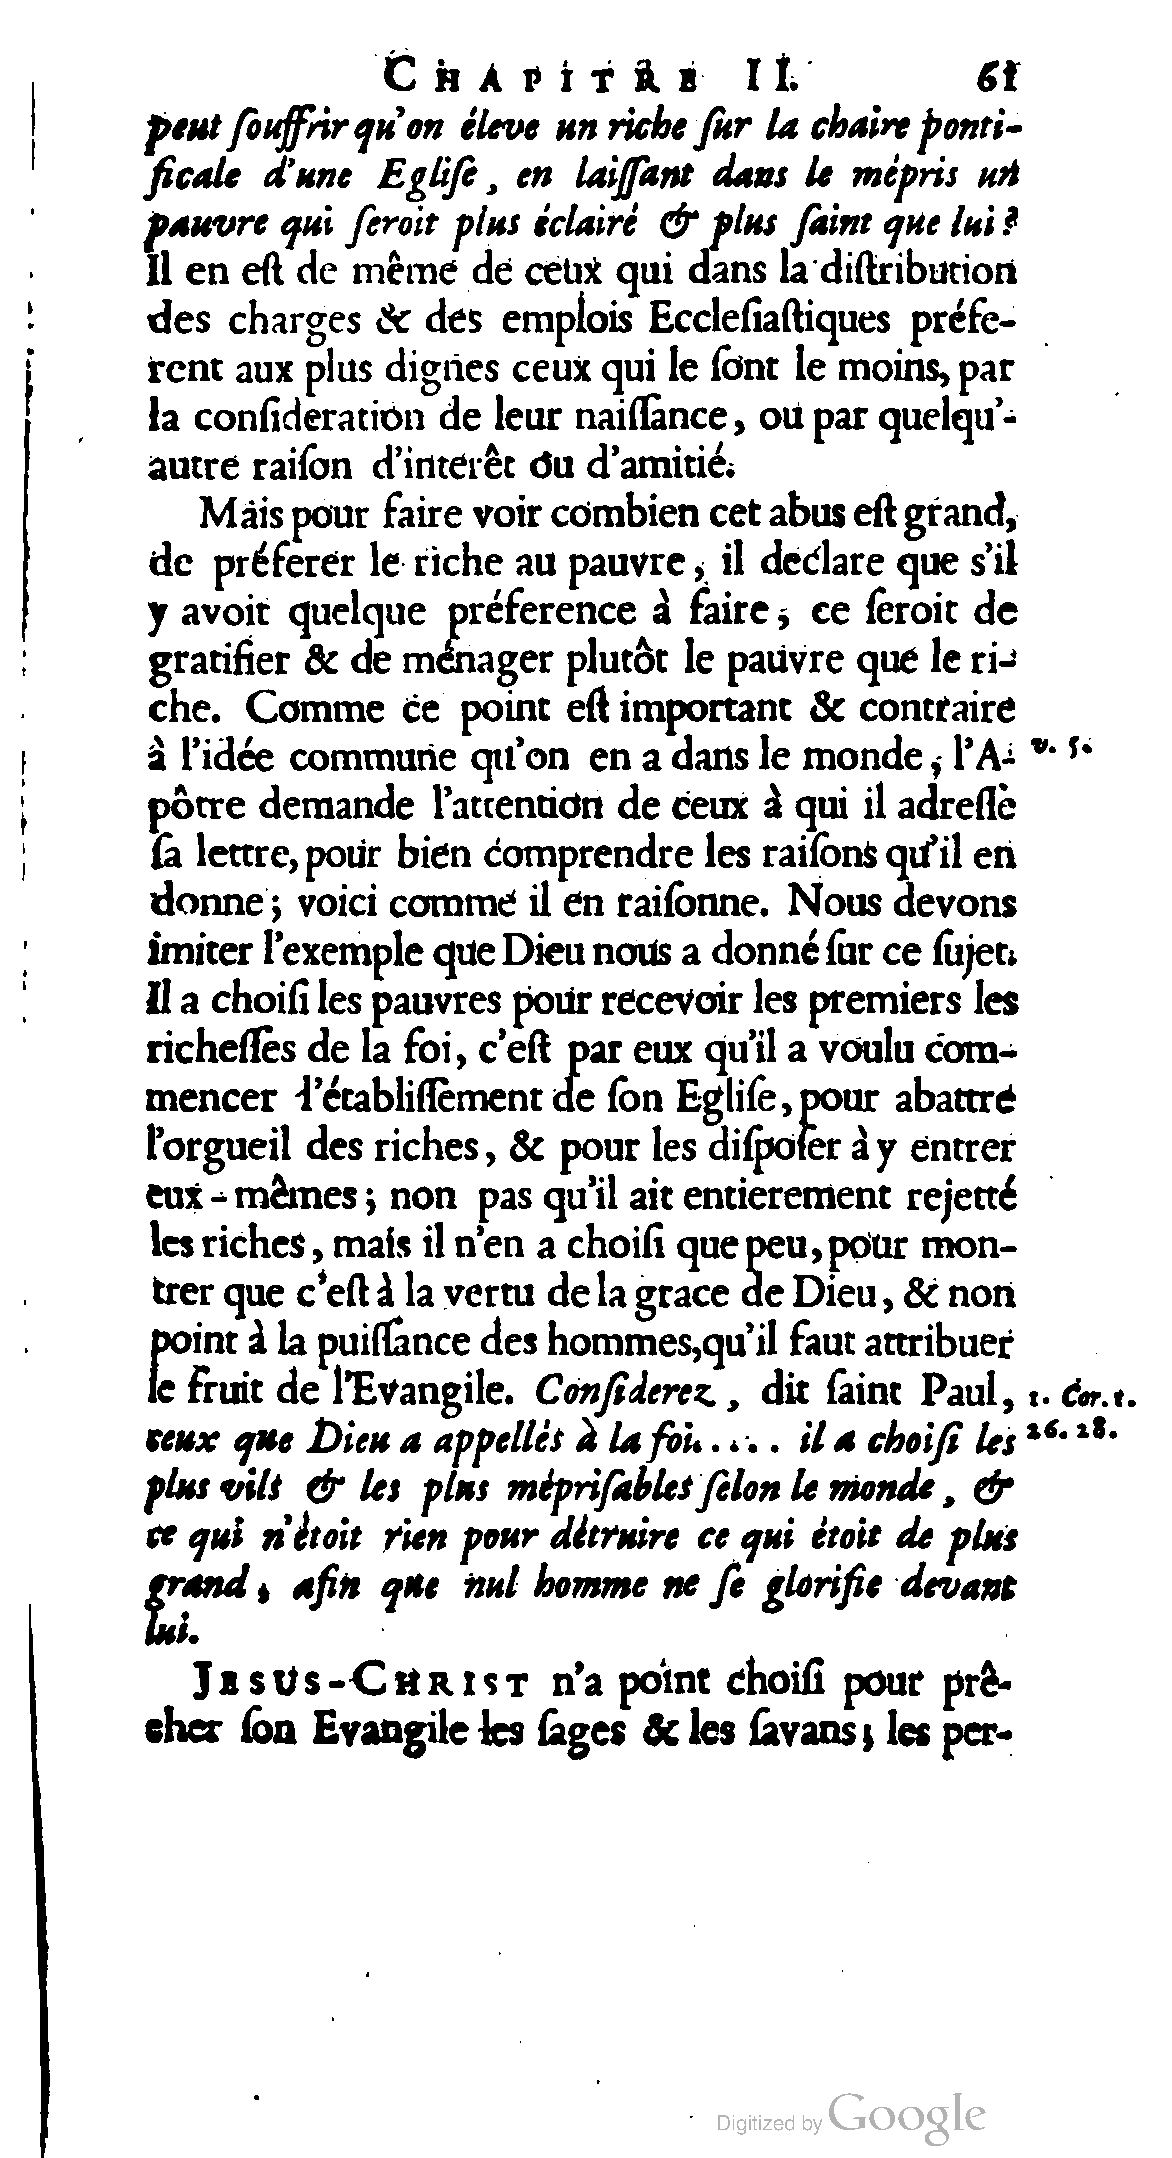 CHAPITRE II. 61
peut ſouffrir qu'on éleve un riche ſur la chaire ponti-
ficale d'une Egliſe, en laiſſant dans le mépris un
pauvre qui ſeroit plus éclairé & plus ſaint que lui?
Il en eſt de même de ceux qui dans la diſtribution
des charges & des emplois Eccleſiaſtiques préfe-
rent aux plus dignes ceux qui le ſont le moins, par
la conſideration de leur naiſſance, ou par quelqu'-
autre raiſon d'interêt ou d'amitié.
Mais pour faire voir combien cet abus eſt grand,
de préferer le riche au pauvre, il declare que s'il
y avoit quelque préference à faire, ce ſeroit de
gratifier & de ménager plutôt le pauvre que le ri-
che. Comme ce point eſt important & contraire
à l'idée commune qu'on en a dans le monde, l'A- v. 5.
pôtre demande l'attention de ceux à qui il adreſſe
ſa lettre, pour bien comprendre les raiſons qu'il en
donne; voici comme il en raiſonne. Nous devons
imiter l'exemple que Dieu nous a donné ſur ce ſujet.
Il a choiſi les pauvres pour recevoir les premiers les
richeſſes de la foi, c'eſt par eux qu'il a voulu com-
mencer l'établiſſement de ſon Egliſe, pour abattre
l'orgueil des riches, & pour les diſpoſer à y entrer
eux-mêmes; non pas qu'il ait entierement rejetté
les riches, mais il n'en a choiſi que peu, pour mon-
trer que c'eſt à la vertu de la grace de Dieu, & non
point à la puiſſance des hommes, qu'il faut attribuer
le fruit de l'Evangile. Conſiderez, dit ſaint Paul, 1. Cor. 1.
ceux que Dieu a appellés à la foi..... il a choiſi les 26. 28.
plus vils & les plus mépriſables ſelon le monde, &
ce qui n'étoit rien pour détruire ce qui étoit de plus
grand, afin que nul homme ne ſe glorifie devant
lui.
JESUS-CHRIST n'a point choiſi pour prê-
cher ſon Evangile les ſages & les ſavans; les per-
Digitized by Google